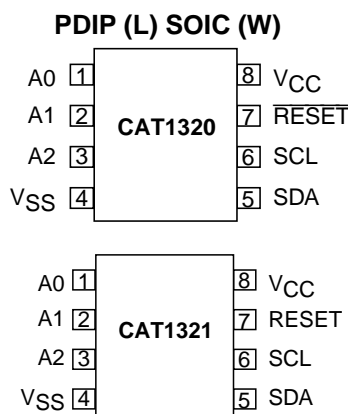 PDIP (L) SOIC (W)
A0 1 8 VCC
A1 2 CAT1320 7 RESET
A2 3 6 SCL
VSS 4 5 SDA
A0 1 8 VCC
A1 2 CAT1321 7 RESET
A2 3 6 SCL
VSS 4 5 SDA